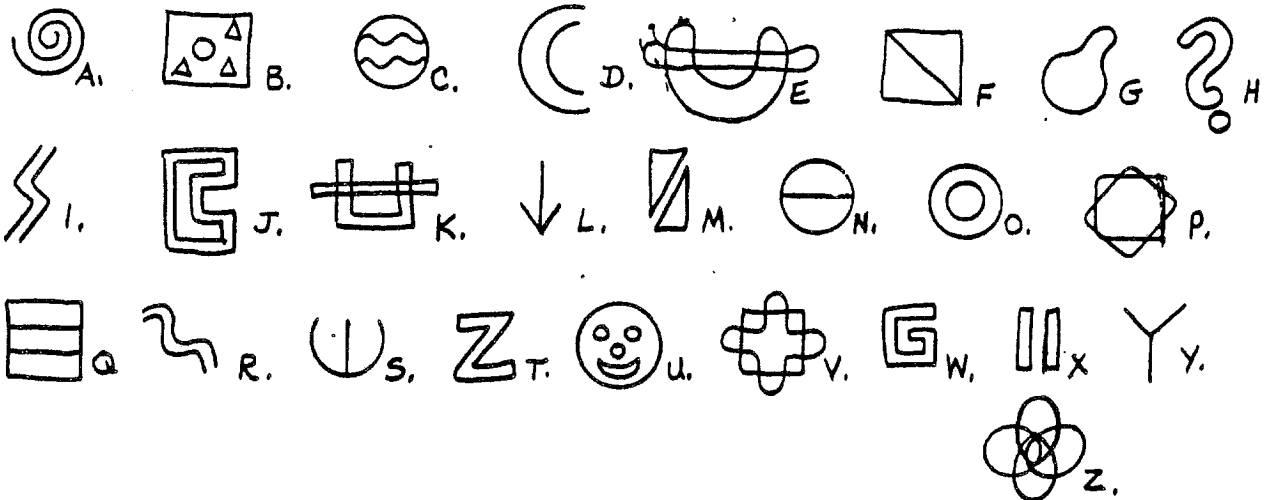 A. B. C. D. E F G H
I. J. K. L. M. N. O. P.
Q R. S. T. U. V. W. X Y.
Z.